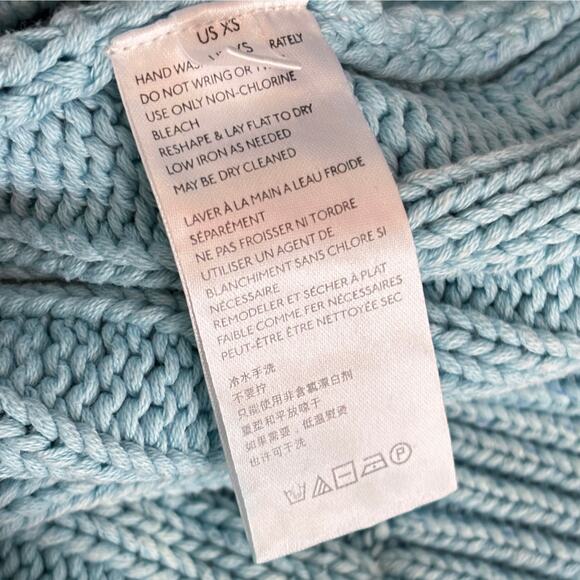 US XS
XS
HAND RATELY
DO NOT WRING OR
USE ONLY NON-CHLORINE
BLEACH
RESHAPE & LAY FLAT TO DRY
LOW IRON AS NEEDED
MAY BE DRY CLEANED
LAVER À LA MAIN A LEAU FROIDE
SÉPARÉMENT
NE PAS FROISSER NI TORDRE
UTILISER UN AGENT DE
BLANCHIMENT SANS CHLORE SI
NÉCESSAIRE
REMODELER ET SÉCHER À PLAT
FAIBLE COMME FER NÉCESSAIRES
PEUT-ÊTRE ÊTRE NETTOYÉE SEC
冷水手洗
不要拧
只能使用非含氯漂白剂
重塑和平放晾干
如果需要，低温熨烫
也许可干洗
P